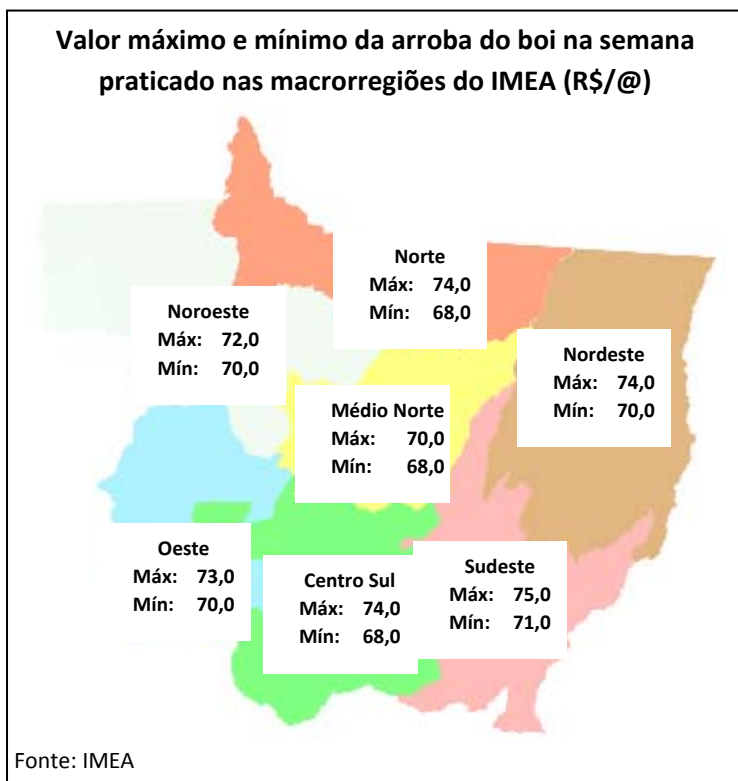 Valor máximo e mínimo da arroba do boi na semana
praticado nas macrorregiões do IMEA (R$/@)
Norte
Máx: 74,0
Mín: 68,0
Noroeste
Máx: 72,0
Mín: 70,0
Nordeste
Máx: 74,0
Mín: 70,0
Médio Norte
Máx: 70,0
Mín: 68,0
Oeste
Máx: 73,0
Mín: 70,0
Centro Sul
Máx: 74,0
Mín: 68,0
Sudeste
Máx: 75,0
Mín: 71,0
Fonte: IMEA